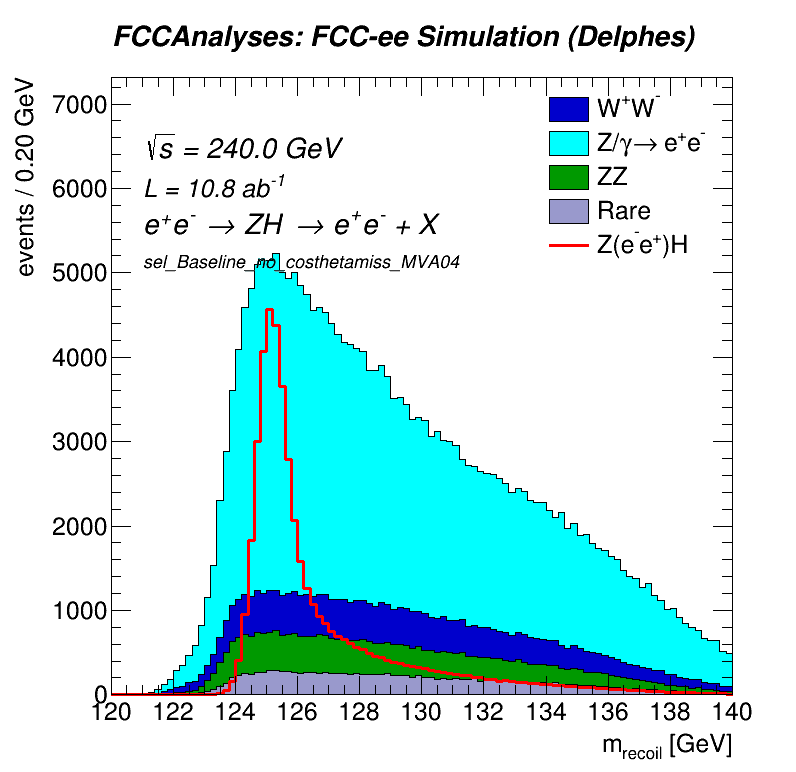 FCCAnalyses: FCC-ee Simulation (Delphes)
events / 0.20 GeV
7000
6000
5000
4000
3000
2000
1000
0
√s = 240.0 GeV
L = 10.8 ab⁻¹
e⁺e⁻ → ZH → e⁺e⁻ + X
sel_Baseline_no_costhetamiss_MVA04
W⁺W⁻
Z/γ→ e⁺e⁻
ZZ
Rare
Z(e⁻e⁺)H
120 122 124 126 128 130 132 134 136 138 140
m_recoil [GeV]